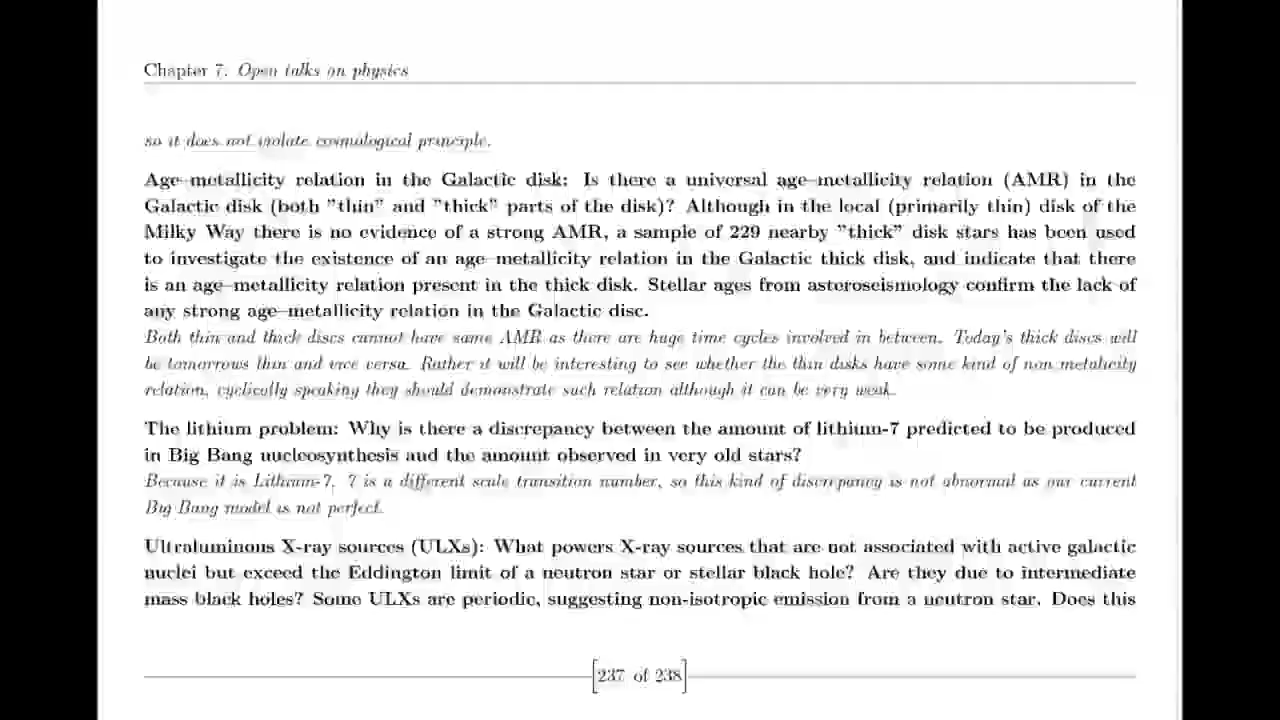 Chapter 7. Open talks on physics
so it does not violate cosmological principle.
Age–metallicity relation in the Galactic disk: Is there a universal age–metallicity relation (AMR) in the
Galactic disk (both "thin" and "thick" parts of the disk)? Although in the local (primarily thin) disk of the
Milky Way there is no evidence of a strong AMR, a sample of 229 nearby "thick" disk stars has been used
to investigate the existence of an age–metallicity relation in the Galactic thick disk, and indicate that there
is an age–metallicity relation present in the thick disk. Stellar ages from asteroseismology confirm the lack of
any strong age–metallicity relation in the Galactic disc.
Both thin and thick discs cannot have same AMR as there are huge time cycles involved in between. Today's thick discs will
be tomorrows thin and vice versa. Rather it will be interesting to see whether the thin disks have some kind of non metalicity
relation, cyclically speaking they should demonstrate such relation although it can be very weak.
The lithium problem: Why is there a discrepancy between the amount of lithium-7 predicted to be produced
in Big Bang nucleosynthesis and the amount observed in very old stars?
Because it is Lithium-7, 7 is a different scale transition number, so this kind of discrepancy is not abnormal as our current
Big Bang model is not perfect.
Ultraluminous X-ray sources (ULXs): What powers X-ray sources that are not associated with active galactic
nuclei but exceed the Eddington limit of a neutron star or stellar black hole? Are they due to intermediate
mass black holes? Some ULXs are periodic, suggesting non-isotropic emission from a neutron star. Does this
[237 of 238]